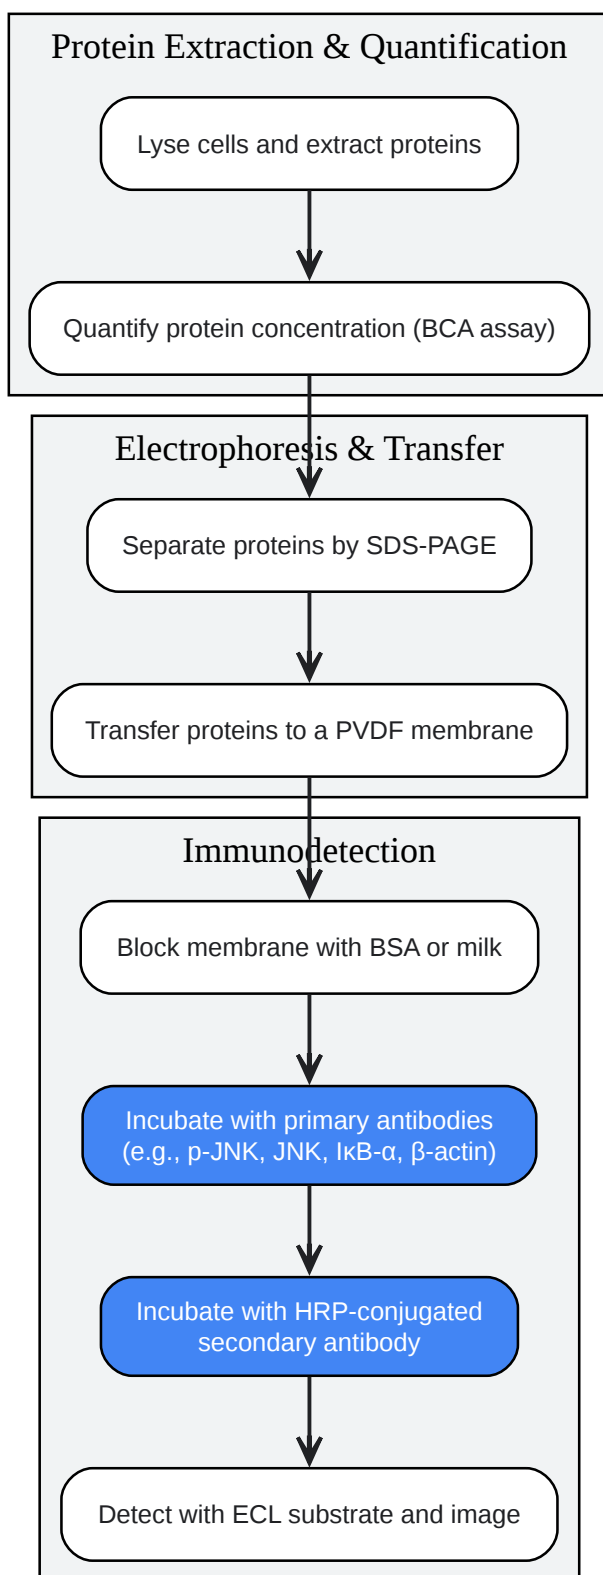 Protein Extraction & Quantification
Lyse cells and extract proteins
Quantify protein concentration (BCA assay)
Electrophoresis & Transfer
Separate proteins by SDS-PAGE
Transfer proteins to a PVDF membrane
Immunodetection
Block membrane with BSA or milk
Incubate with primary antibodies
(e.g., p-JNK, JNK, IκB-α, β-actin)
Incubate with HRP-conjugated
secondary antibody
Detect with ECL substrate and image